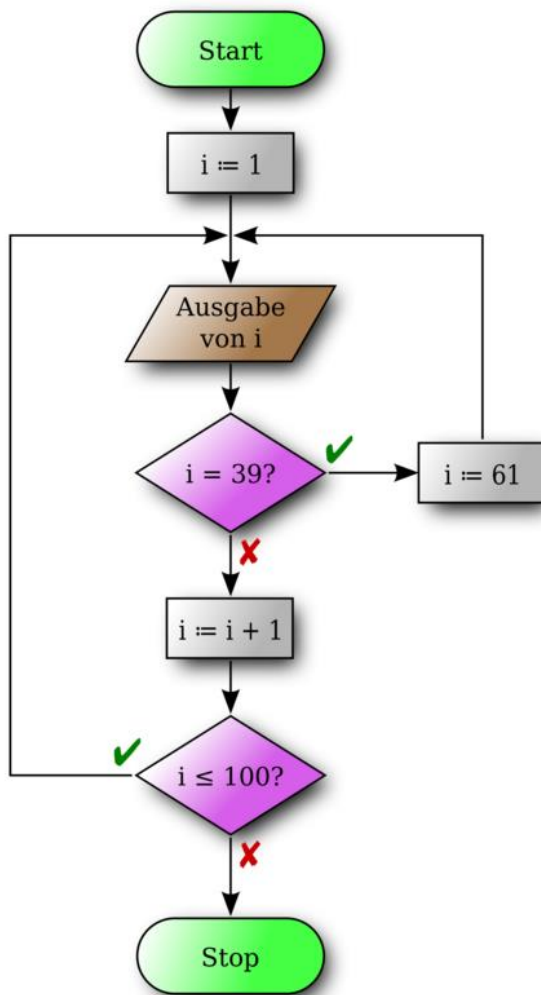 Start
i ≔ 1
Ausgabe
von i
i = 39?
i ≔ 61
i ≔ i + 1
i ≤ 100?
Stop